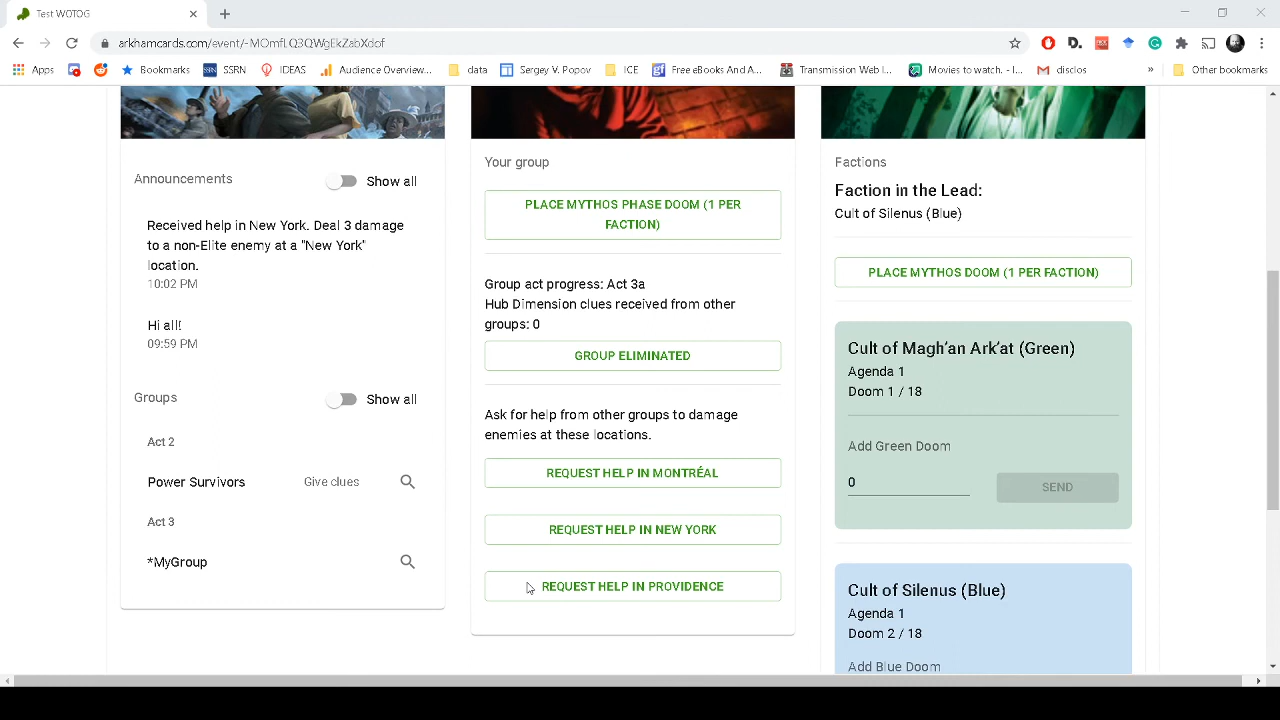 Test WOTOG
arkhamcards.com/event/-MOmfLQ3QWgEkZabXdof
Apps
Bookmarks
SSRN
IDEAS
Audience Overview...
data
Sergey V. Popov
ICE
Free eBookS And A...
Transmission Web I...
Movies to watch. - l...
disclos
»
Other bookmarks
Announcements
Show all
Received help in New York. Deal 3 damage
to a non-Elite enemy at a "New York"
location.
10:02 PM
Hi all!
09:59 PM
Groups
Show all
Act 2
Power Survivors Give clues
Act 3
*MyGroup
Your group
PLACE MYTHOS PHASE DOOM (1 PER
FACTION)
Group act progress: Act 3a
Hub Dimension clues received from other
groups: 0
GROUP ELIMINATED
Ask for help from other groups to damage
enemies at these locations.
REQUEST HELP IN MONTRÉAL
REQUEST HELP IN NEW YORK
REQUEST HELP IN PROVIDENCE
Factions
Faction in the Lead:
Cult of Silenus (Blue)
PLACE MYTHOS DOOM (1 PER FACTION)
Cult of Magh’an Ark’at (Green)
Agenda 1
Doom 1 / 18
Add Green Doom
0
SEND
Cult of Silenus (Blue)
Agenda 1
Doom 2 / 18
Add Blue Doom